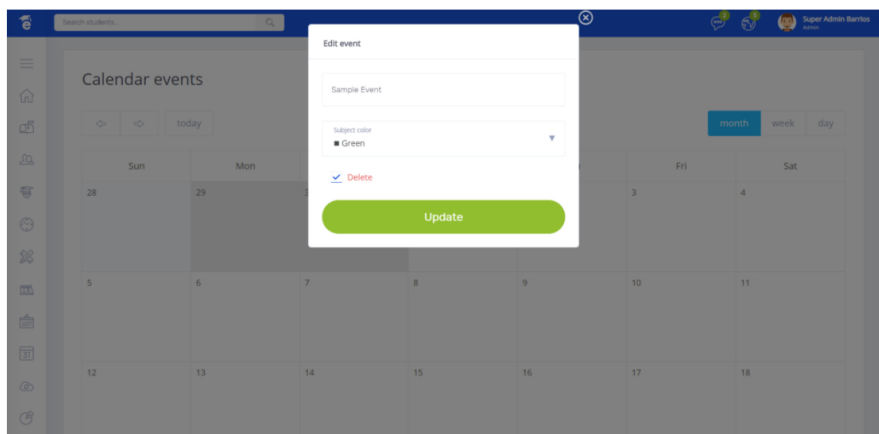 Search students...
2
Super Admin Barrios
Admin
Edit event
Calendar events
Sample Event
Subject color
Green
today
month week day
Delete
Update
Sun Mon Fri Sat
28 29 3 4
5 6 7 8 9 10 11
12 13 14 15 16 17 18